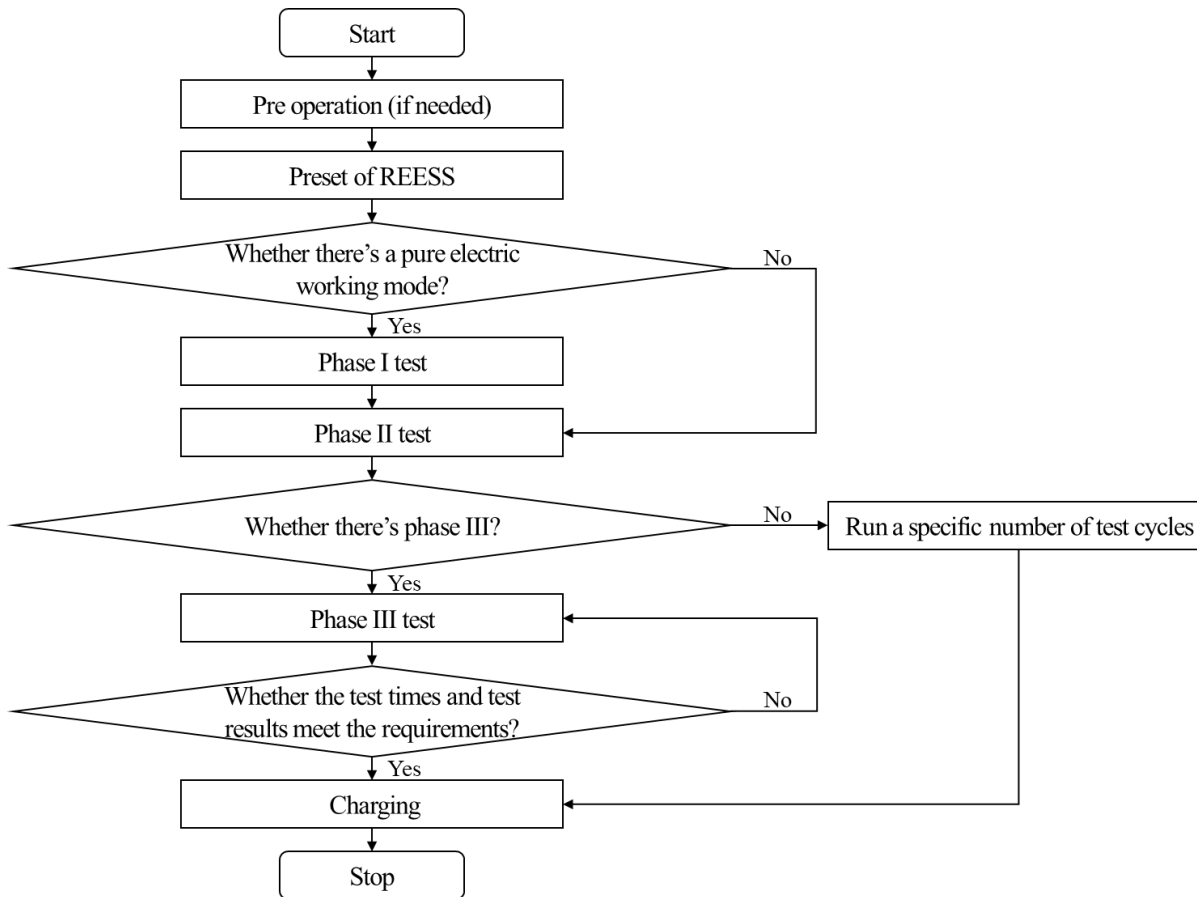 Start
Pre operation (if needed)
Preset of REESS
Whether there's a pure electric
working mode?
No
Yes
Phase I test
Phase II test
Whether there's phase III?
No
Run a specific number of test cycles
Yes
Phase III test
Whether the test times and test
results meet the requirements?
No
Yes
Charging
Stop